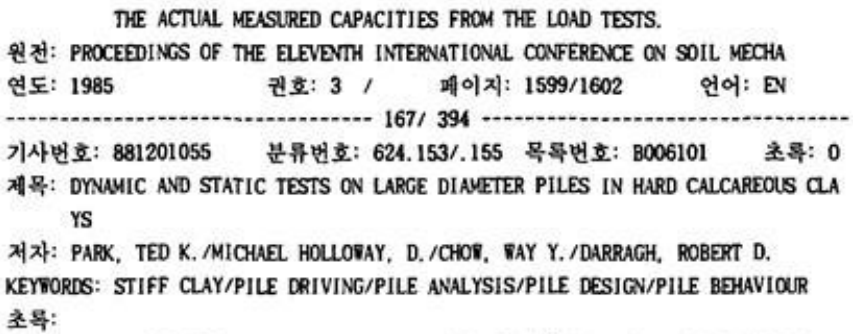 THE ACTUAL MEASURED CAPACITIES FROM THE LOAD TESTS.
원전: PROCEEDINGS OF THE ELEVENTH INTERNATIONAL CONFERENCE ON SOIL MECHA
연도: 1985 권호: 3 / 페이지: 1599/1602 언어: EN
---------------------------------- 167/ 394 ----------------------------------
기사번호: 881201055 분류번호: 624.153/.155 목록번호: B006101 초록: 0
제목: DYNAMIC AND STATIC TESTS ON LARGE DIAMETER PILES IN HARD CALCAREOUS CLA
YS
저자: PARK, TED K./MICHAEL HOLLOWAY, D./CHOW, WAY Y./DARRAGH, ROBERT D.
KEYWORDS: STIFF CLAY/PILE DRIVING/PILE ANALYSIS/PILE DESIGN/PILE BEHAVIOUR
초록: